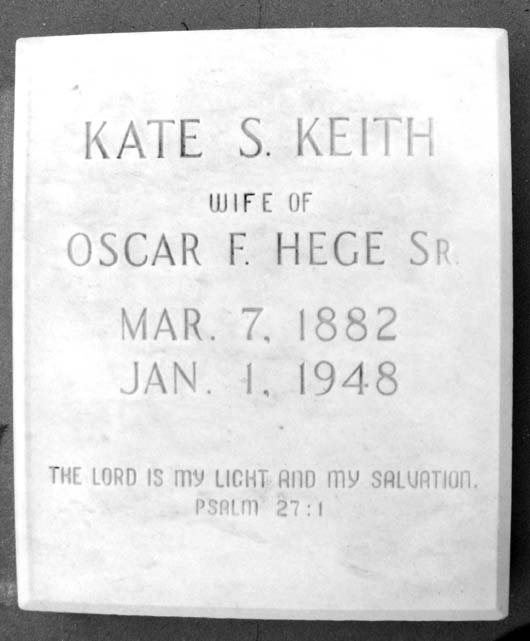 KATE S. KEITH
WIFE OF
OSCAR F. HEGE SR.
MAR. 7, 1882
JAN. 1, 1948
THE LORD IS MY LIGHT AND MY SALVATION.
PSALM 27:1